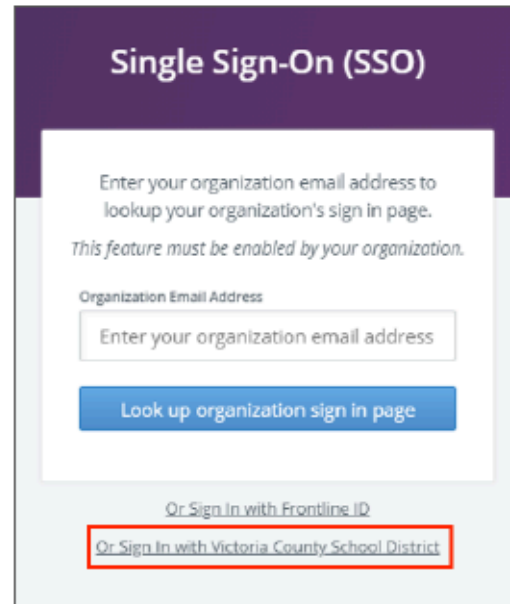 Single Sign-On (SSO)
Enter your organization email address to
lookup your organization's sign in page.
This feature must be enabled by your organization.
Organization Email Address
Enter your organization email address
Look up organization sign in page
Or Sign In with Frontline ID
Or Sign In with Victoria County School District